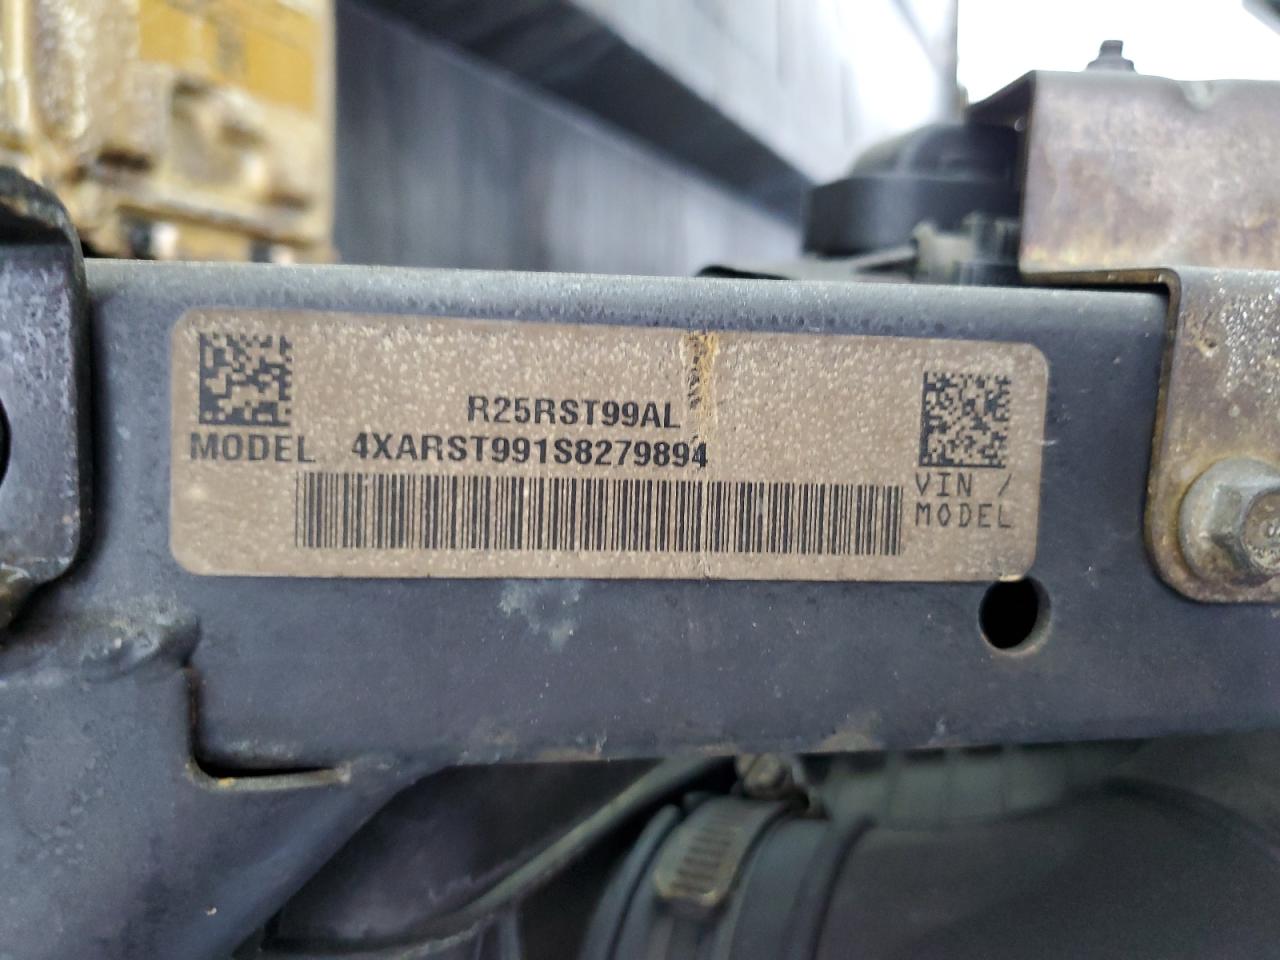 R25RST99AL
MODEL 4XARST991S8279894
VIN /
MODEL